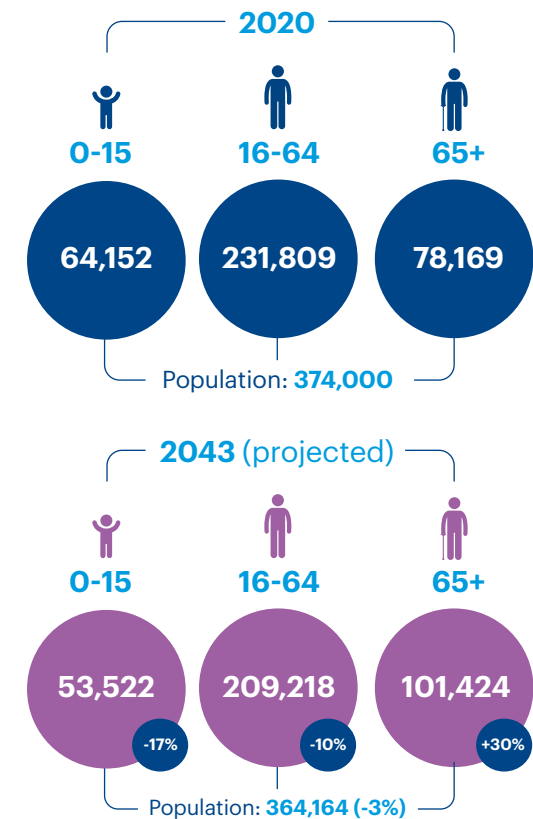 2020
0-15 16-64 65+
64,152 231,809 78,169
Population: 374,000
2043 (projected)
0-15 16-64 65+
53,522 209,218 101,424
-17% -10% +30%
Population: 364,164 (-3%)